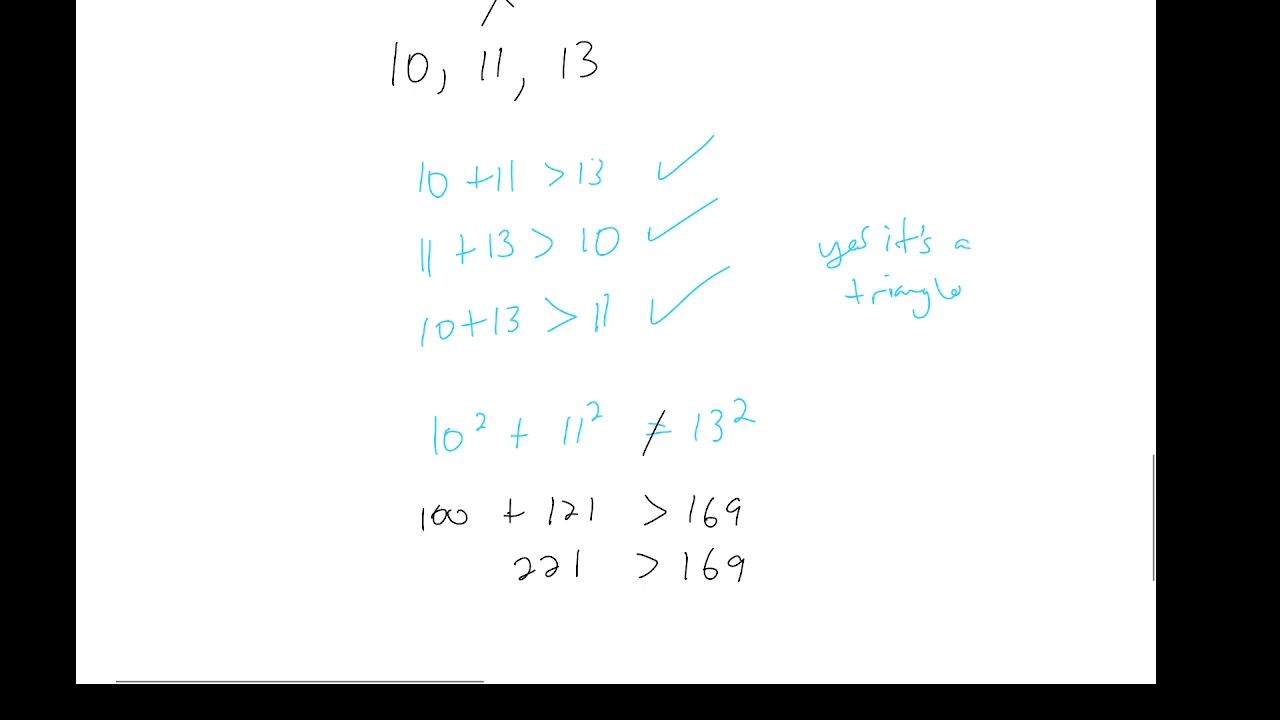 10, 11, 13
10 + 11 > 13 ✓
11 + 13 > 10 ✓
10 + 13 > 11 ✓
yes it's a
triangle
10² + 11² ≠ 13²
100 + 121 > 169
221 > 169